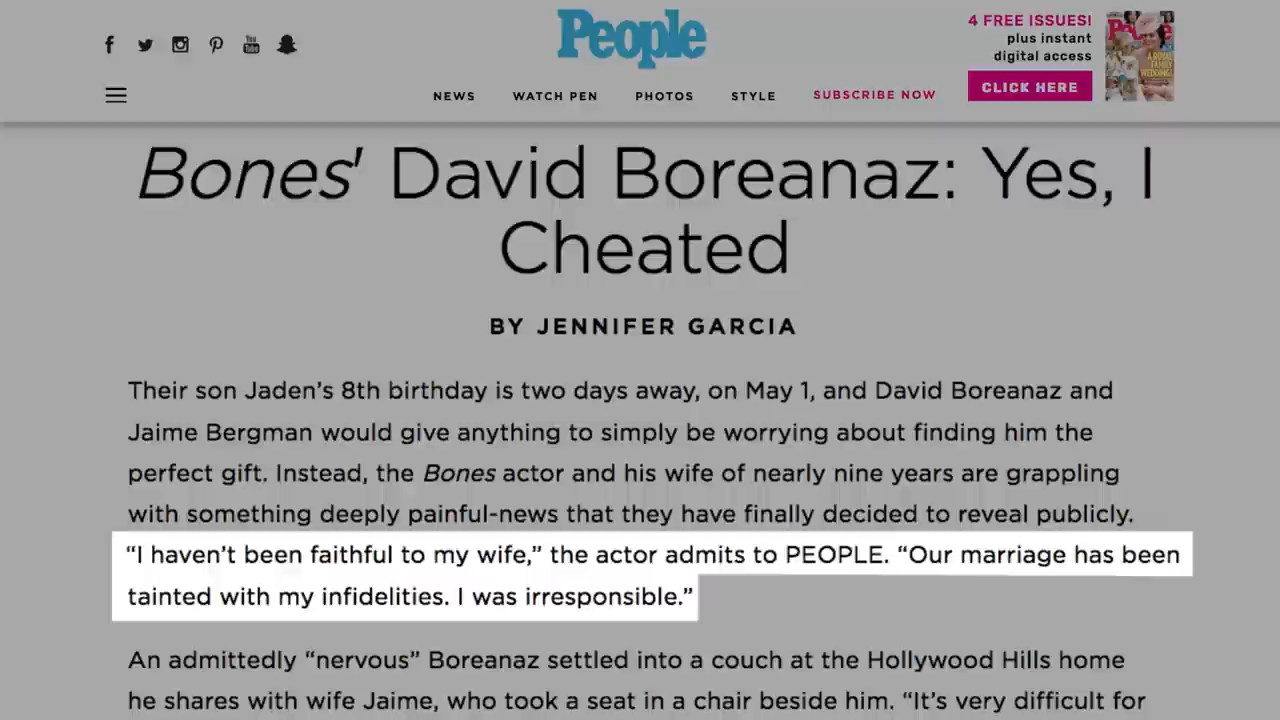 People
4 FREE ISSUES!
plus instant
digital access
CLICK HERE
NEWS
WATCH PEN
PHOTOS
STYLE
SUBSCRIBE NOW
You
Tube
A ROYAL
FAMILY
WEDDING!
Bones' David Boreanaz: Yes, I
Cheated
BY JENNIFER GARCIA
Their son Jaden’s 8th birthday is two days away, on May 1, and David Boreanaz and
Jaime Bergman would give anything to simply be worrying about finding him the
perfect gift. Instead, the Bones actor and his wife of nearly nine years are grappling
with something deeply painful-news that they have finally decided to reveal publicly.
“I haven’t been faithful to my wife,” the actor admits to PEOPLE. “Our marriage has been
tainted with my infidelities. I was irresponsible.”
An admittedly “nervous” Boreanaz settled into a couch at the Hollywood Hills home
he shares with wife Jaime, who took a seat in a chair beside him. “It’s very difficult for